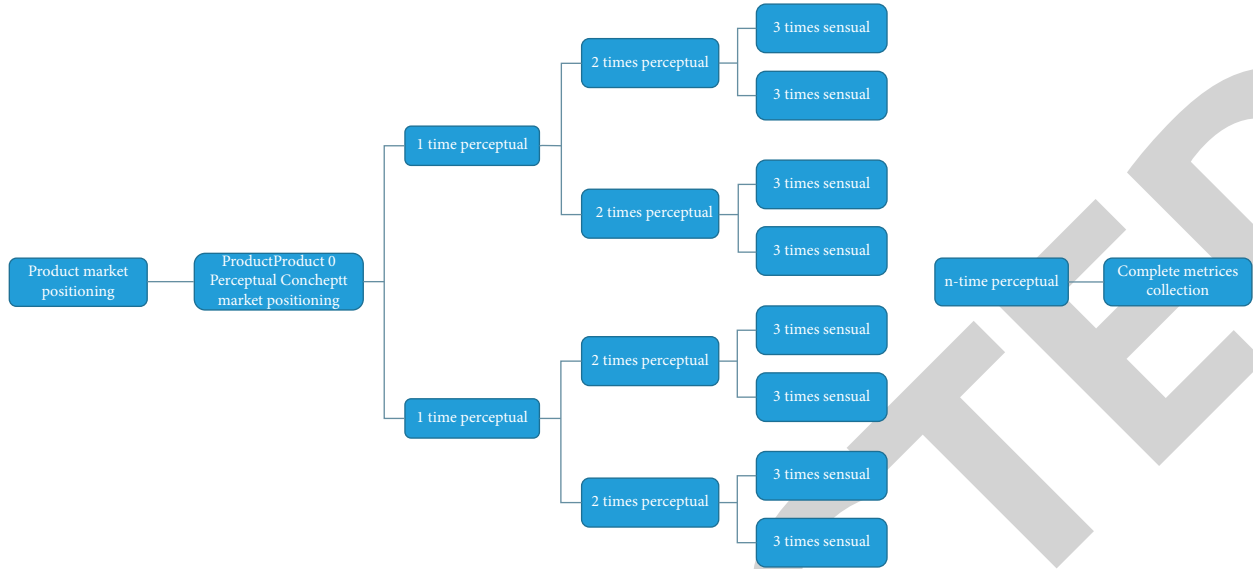 Product market
positioning
ProductProduct 0
Perceptual Concheptt
market positioning
1 time perceptual
1 time perceptual
2 times perceptual
2 times perceptual
2 times perceptual
2 times perceptual
3 times sensual
3 times sensual
3 times sensual
3 times sensual
3 times sensual
3 times sensual
3 times sensual
3 times sensual
n-time perceptual
Complete metrices
collection
TED